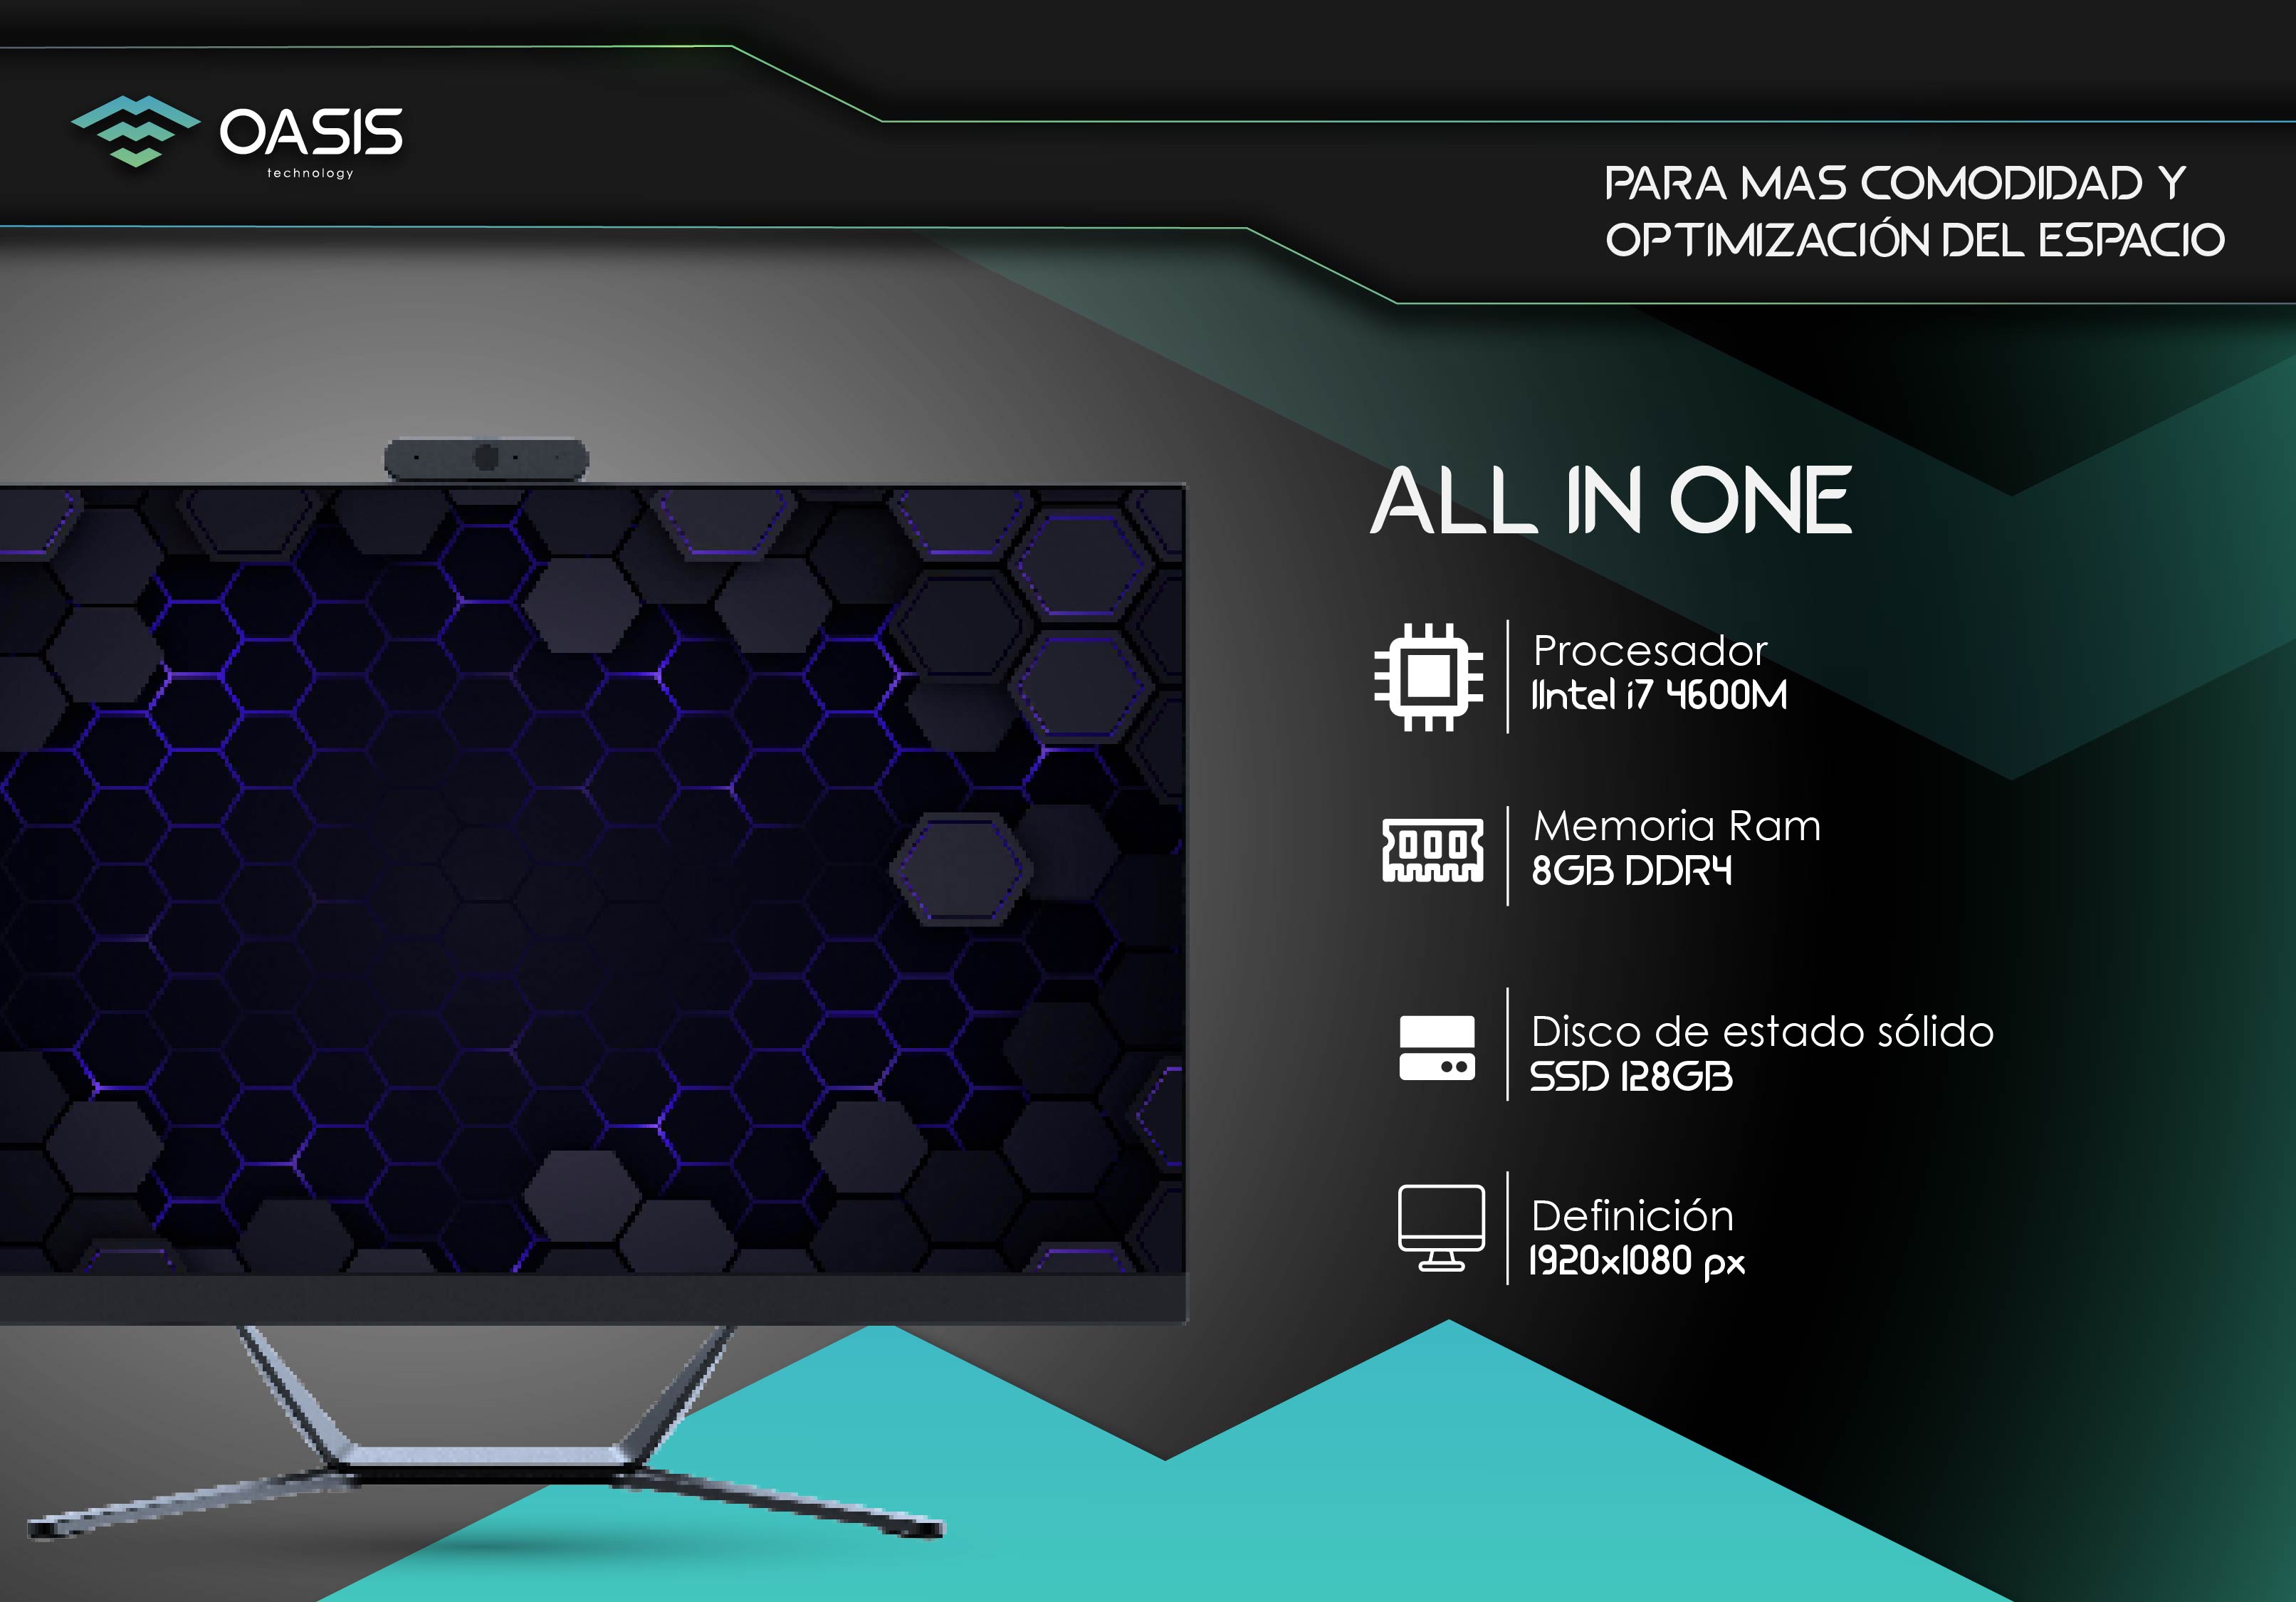 OASIS
technology
PARA MAS COMODIDAD Y
OPTIMIZACIÓN DEL ESPACIO
ALL IN ONE
Procesador
IIntel i7 4600M
Memoria Ram
8GB DDR4
Disco de estado sólido
SSD 128GB
Definición
1920x1080 px